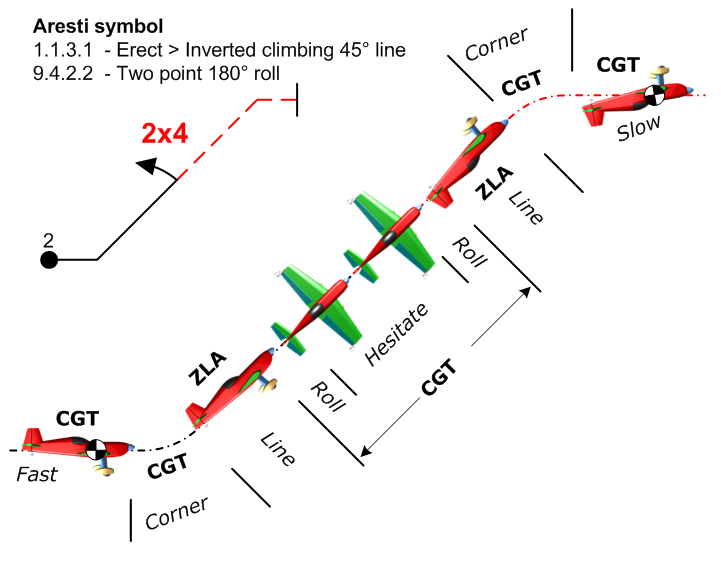 Aresti symbol
1.1.3.1 - Erect > Inverted climbing 45° line
9.4.2.2 - Two point 180° roll
2x4
2
Corner
CGT
CGT
Slow
ZLA
Line
Roll
Hesitate
CGT
ZLA
Roll
Line
CGT
CGT
Fast
Corner